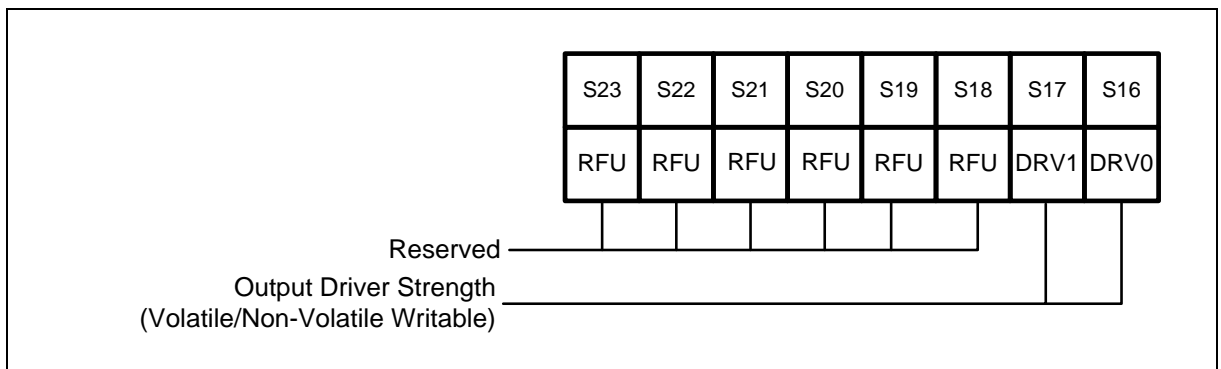 S23 S22 S21 S20 S19 S18 S17 S16
RFU RFU RFU RFU RFU RFU DRV1 DRV0
Reserved
Output Driver Strength
(Volatile/Non-Volatile Writable)